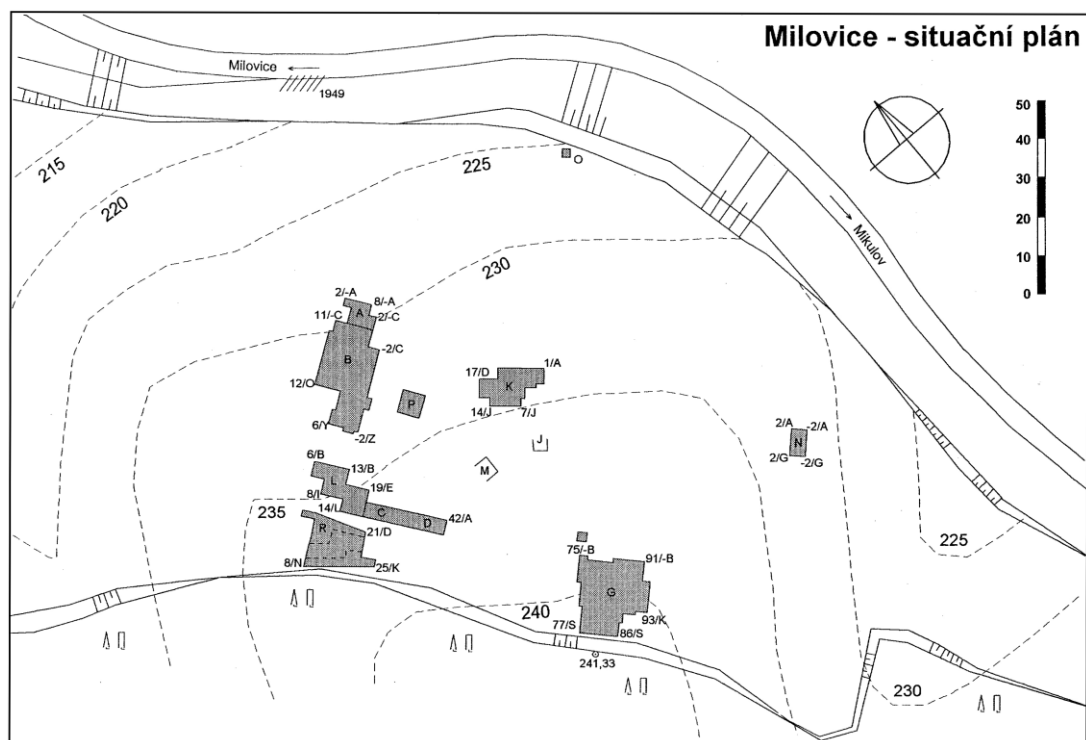 Milovice - situační plán
Milovice
1949
50
40
30
20
10
0
215
220
225
O
Mikulov
230
2/-A
8/-A
A
11/-C
2/-C
-2/C
B
12/O
P
6/Y
-2/Z
1/A
17/D
K
14/J
7/J
J
M
2/A
-2/A
N
2/G
-2/G
6/B
13/B
L
19/E
8/I
14/L
C
D
42/A
235
R
21/D
8/N
25/K
225
75/-B
91/-B
G
93/K
240
77/S
86/S
241,33
230